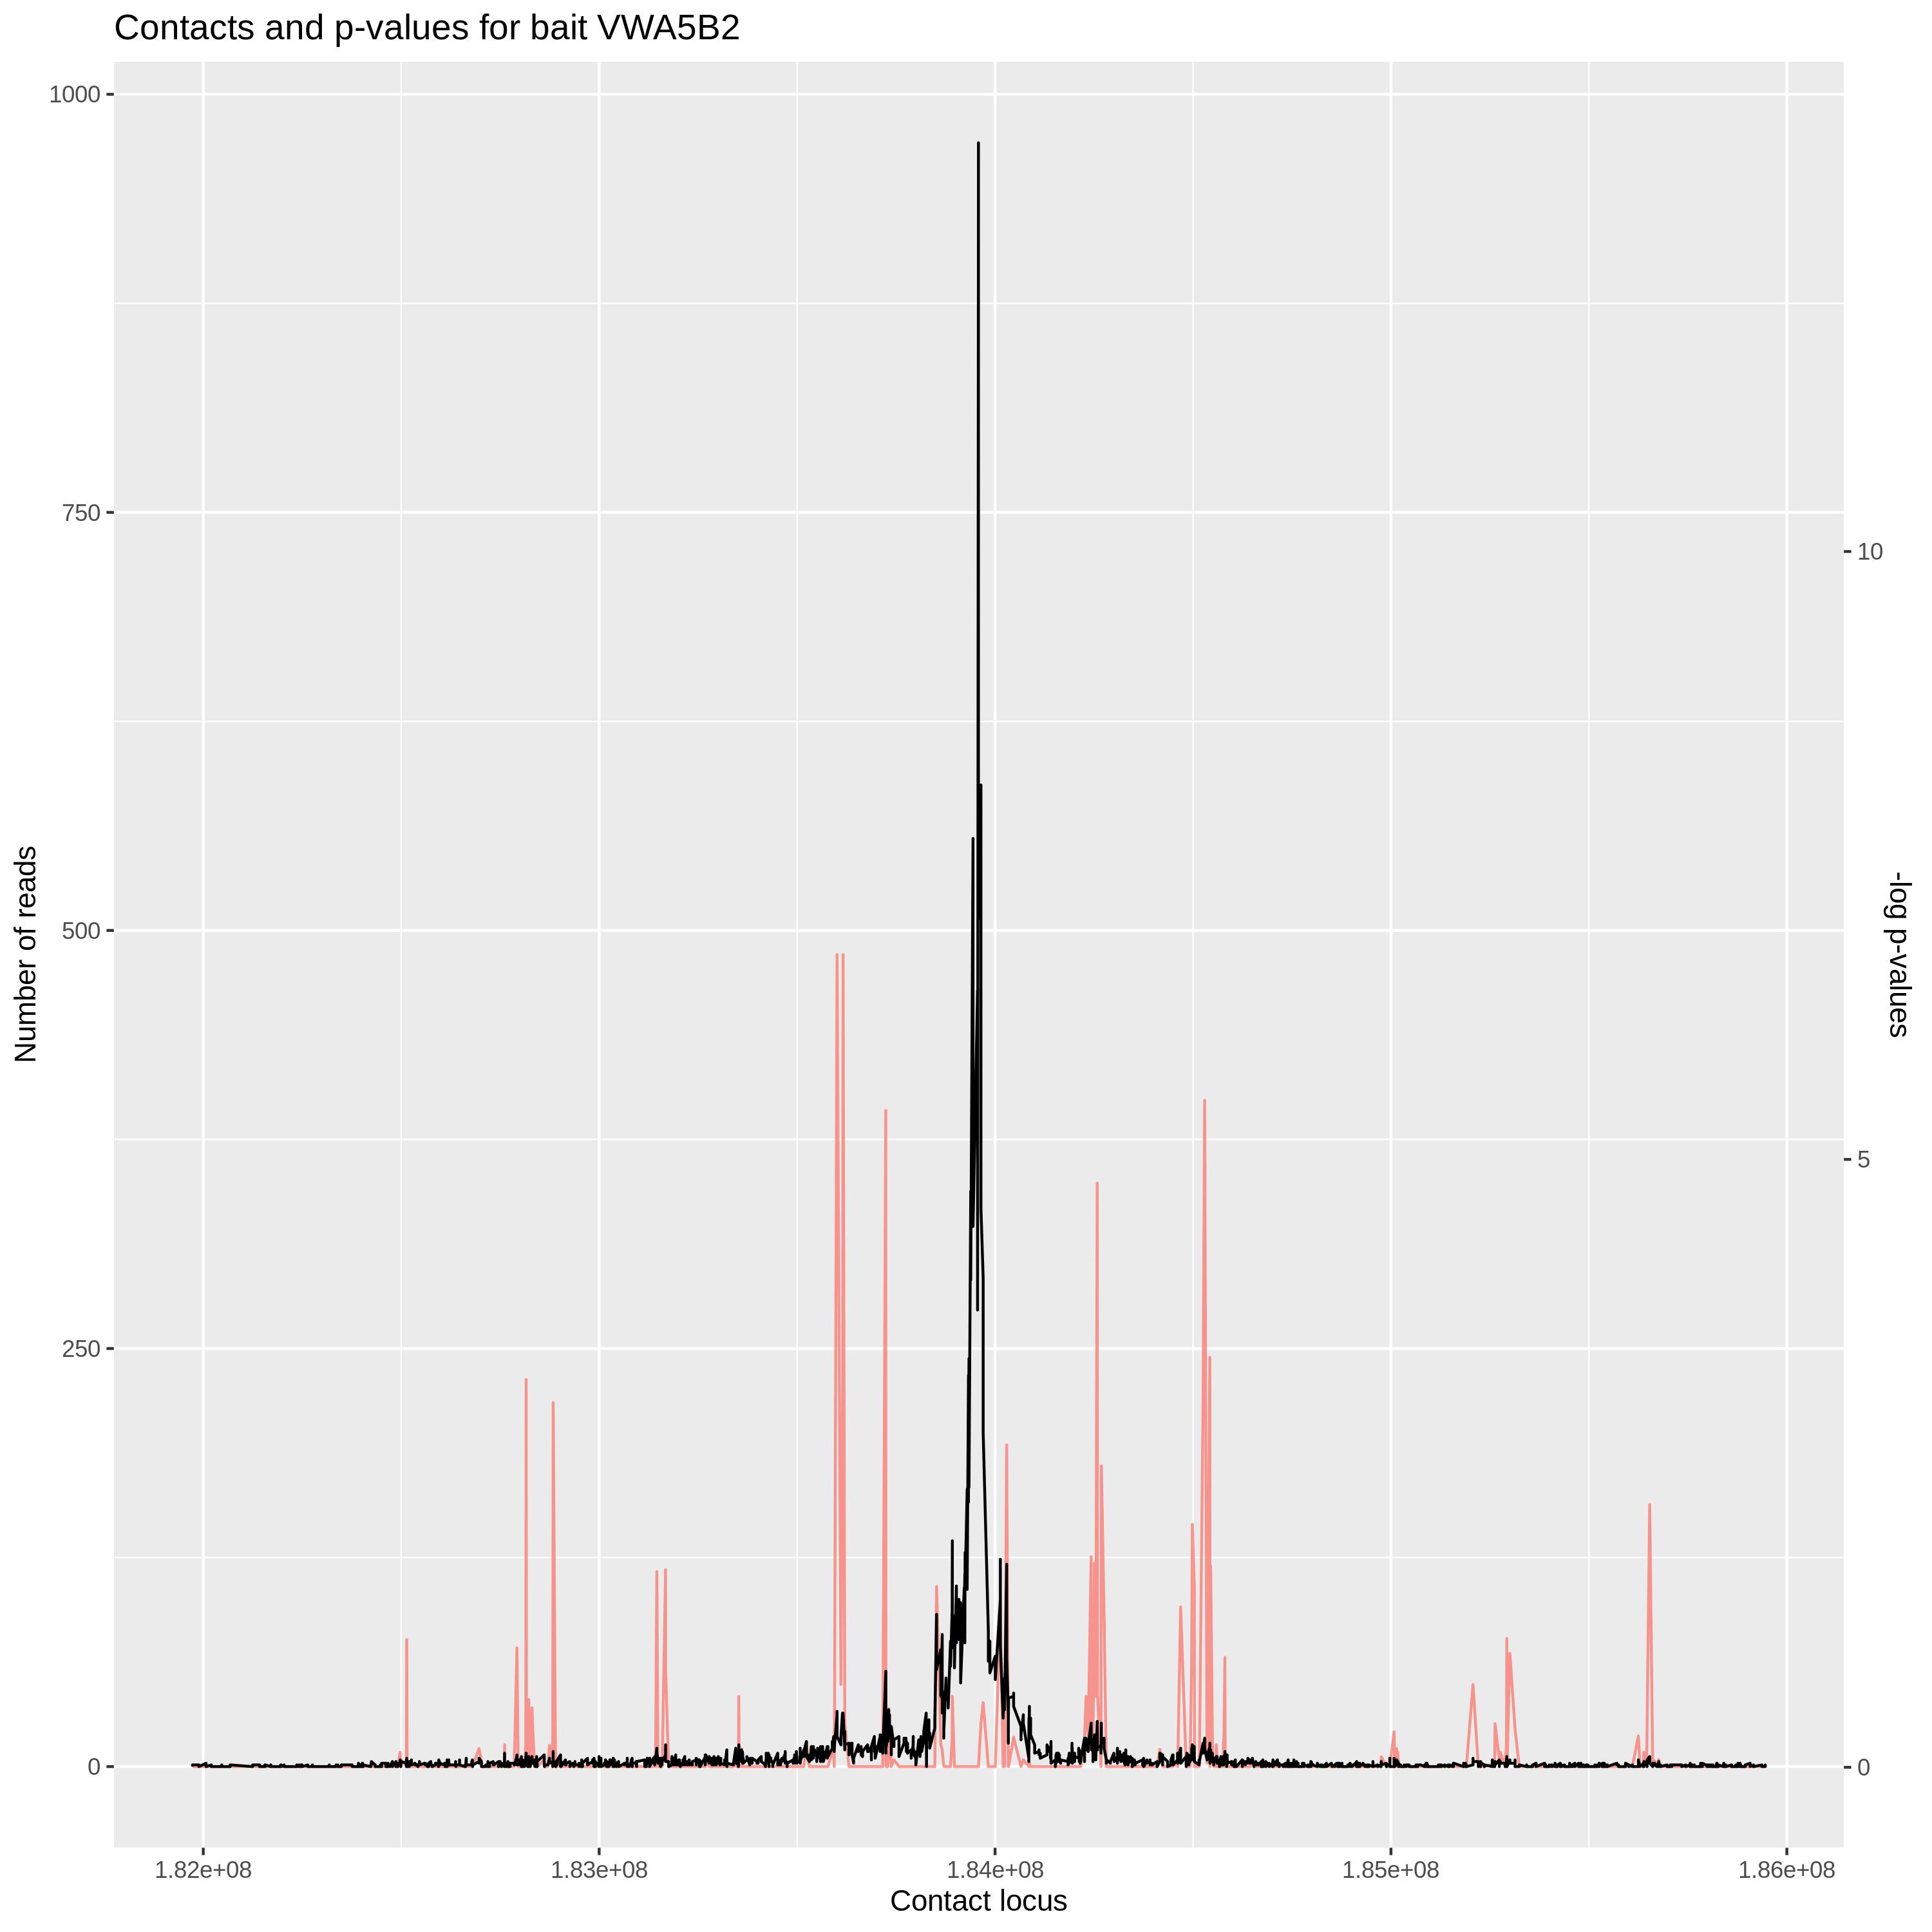 Contacts and p-values for bait VWA5B2
1000
750
500
250
0
Number of reads
10
5
0
-log p-values
1.82e+08
1.83e+08
1.84e+08
1.85e+08
1.86e+08
Contact locus